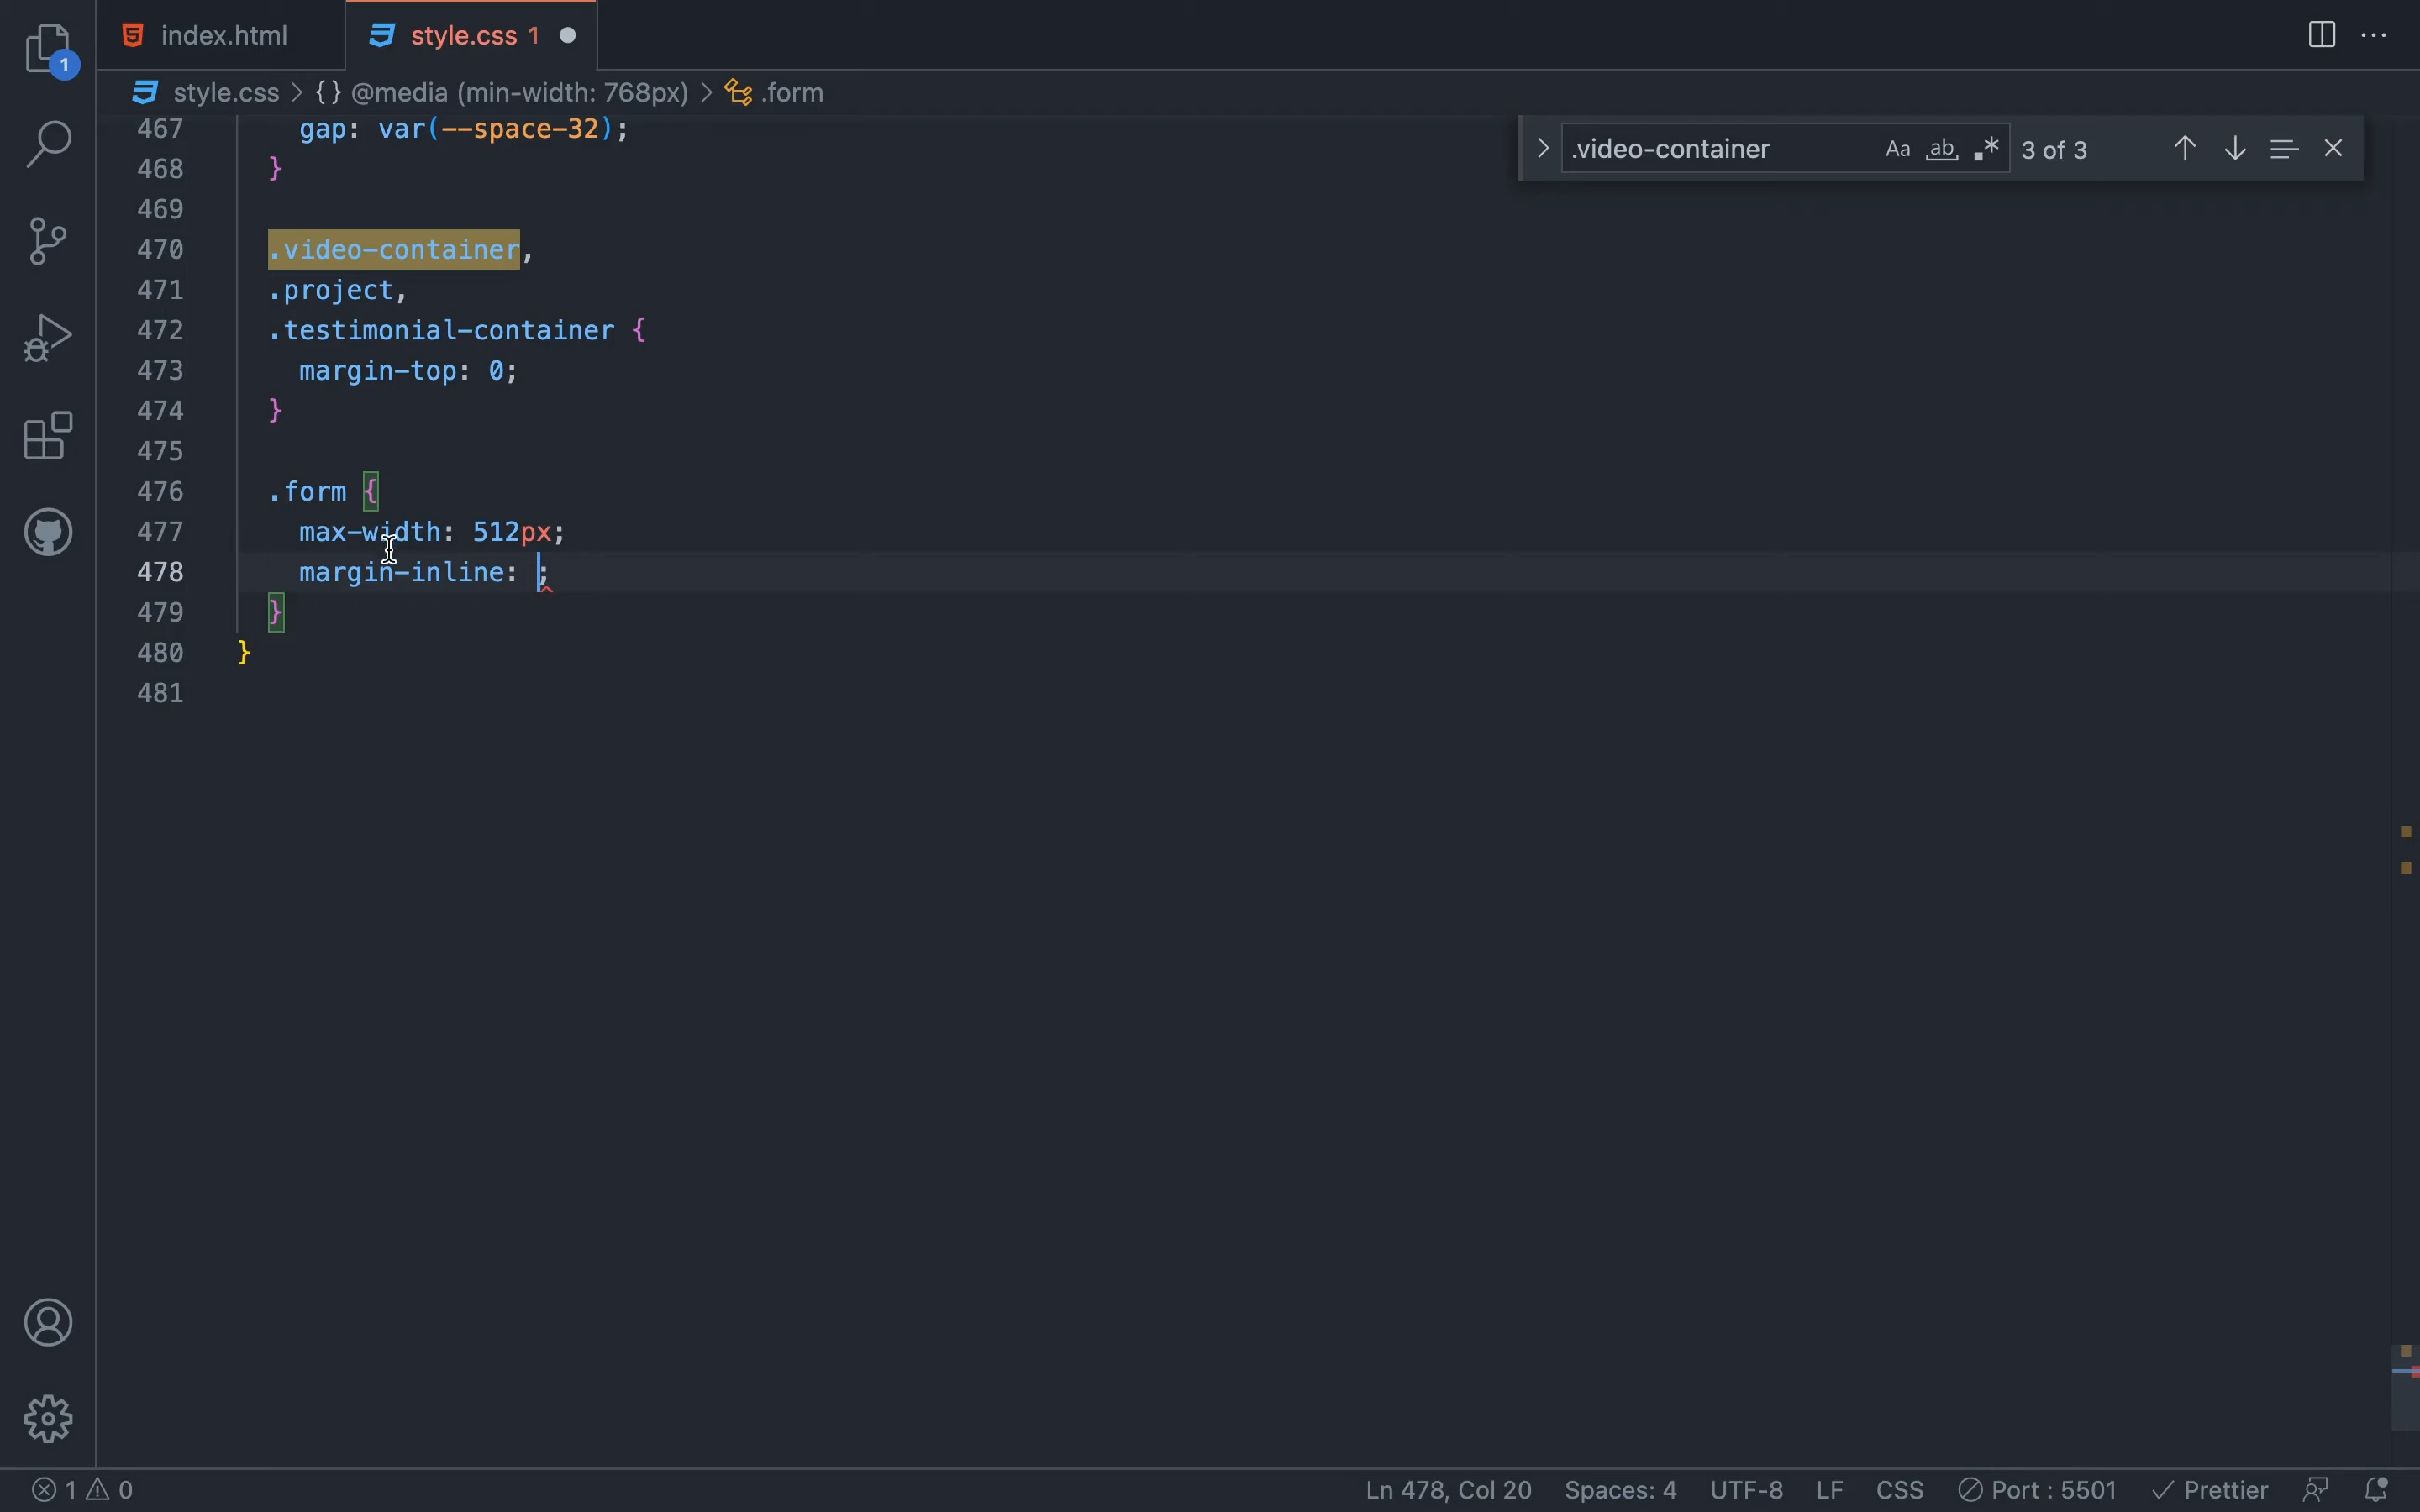 index.html
style.css 1
style.css > {} @media (min-width: 768px) > .form
.video-container Aa ab, .* 3 of 3
467 gap: var(--space-32);
468 }
469
470 .video-container,
471 .project,
472 .testimonial-container {
473 margin-top: 0;
474 }
475
476 .form {
477 max-width: 512px;
478 margin-inline: ;
479 }
480 }
481
1
1 0
Ln 478, Col 20 Spaces: 4 UTF-8 LF CSS Port : 5501 Prettier